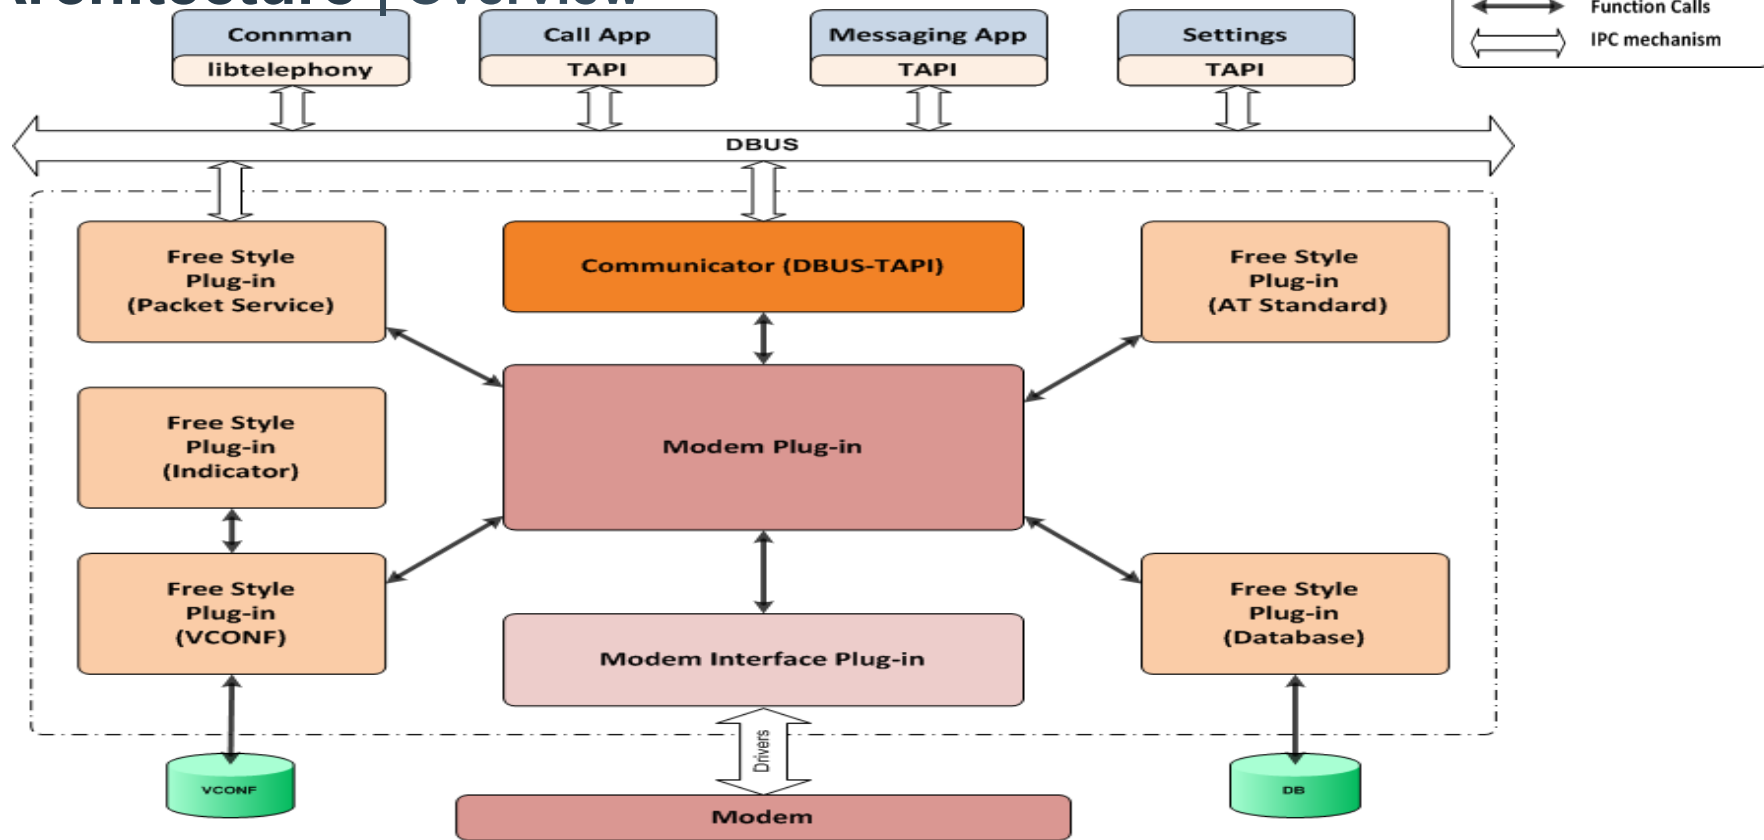 Architecture | Overview
Function Calls
IPC mechanism
Connman
libtelephony
Call App
TAPI
Messaging App
TAPI
Settings
TAPI
DBUS
Free Style
Plug-in
(Packet Service)
Communicator (DBUS-TAPI)
Free Style
Plug-in
(AT Standard)
Free Style
Plug-in
(Indicator)
Modem Plug-in
Free Style
Plug-in
(VCONF)
Modem Interface Plug-in
Free Style
Plug-in
(Database)
Drivers
VCONF
DB
Modem